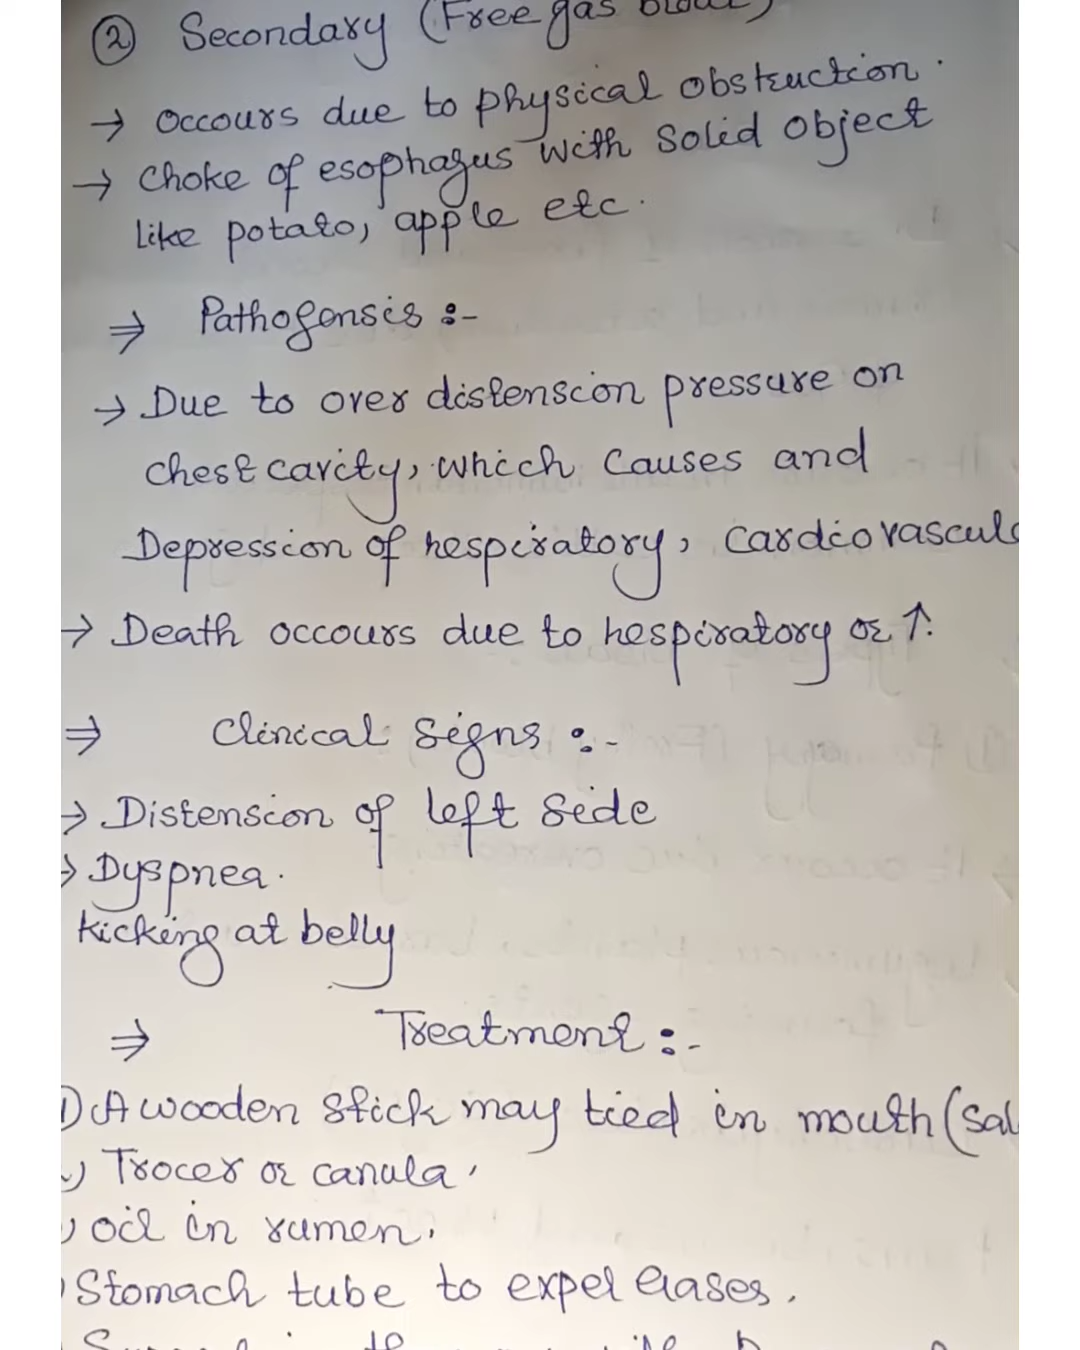 ② Secondary (Free gas bloat)
→ occours due to physical obstruction.
→ Choke of esophagus with Solid object
like potato, apple etc.
⇒ Pathogensis :-
→ Due to over distension pressure on
chest cavity, which causes and
Depression of respiratory, cardiovascul
→ Death occours due to respiratory or ↑.
⇒ Clinical signs :-
→ Distension of left side
→ Dyspnea.
kicking at belly
⇒ Treatment :-
1) A wooden stick may tied in mouth (sal
) Trocer or canula,
) oil in rumen,
) Stomach tube to expel gases.